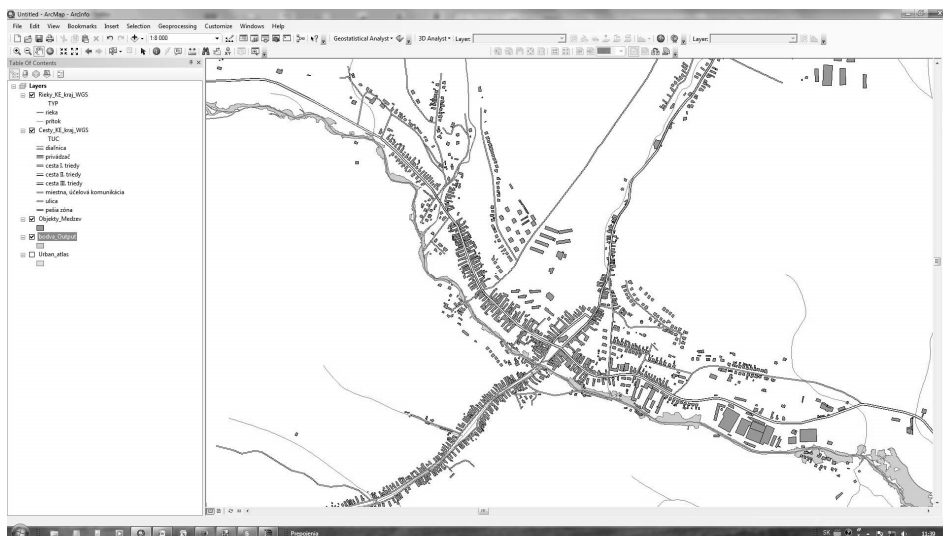 Untitled - ArcMap - ArcInfo
File Edit View Bookmarks Insert Selection Geoprocessing Customize Windows Help
1:8 000
Geostatistical Analyst
3D Analyst
Layer:
Layer:
Table Of Contents
Layers
Rieky_KE_kraj_WGS
TYP
rieka
prítok
Cesty_KE_kraj_WGS
TUC
diaľnica
privádzač
cesta I. triedy
cesta II. triedy
cesta III. triedy
miestna, účelová komunikácia
ulica
pešia zóna
Objekty_Medzev
bodva_Output
Urban_atlas
Prepojenia
SK
11:39